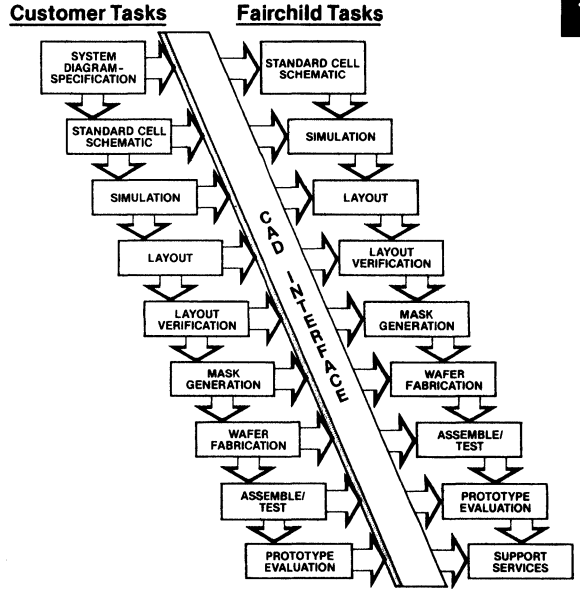 Customer Tasks
Fairchild Tasks
SYSTEM
DIAGRAM-
SPECIFICATION
STANDARD CELL
SCHEMATIC
STANDARD CELL
SCHEMATIC
SIMULATION
SIMULATION
LAYOUT
LAYOUT
LAYOUT
VERIFICATION
LAYOUT
VERIFICATION
MASK
GENERATION
MASK
GENERATION
WAFER
FABRICATION
WAFER
FABRICATION
ASSEMBLE/
TEST
ASSEMBLE/
TEST
PROTOTYPE
EVALUATION
PROTOTYPE
EVALUATION
SUPPORT
SERVICES
CAD INTERFACE